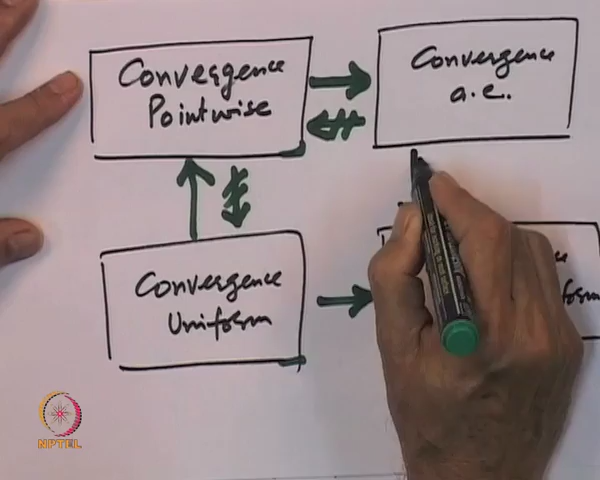 Convergence
Pointwise
Convergence
a.e.
Convergence
Uniform
NPTEL